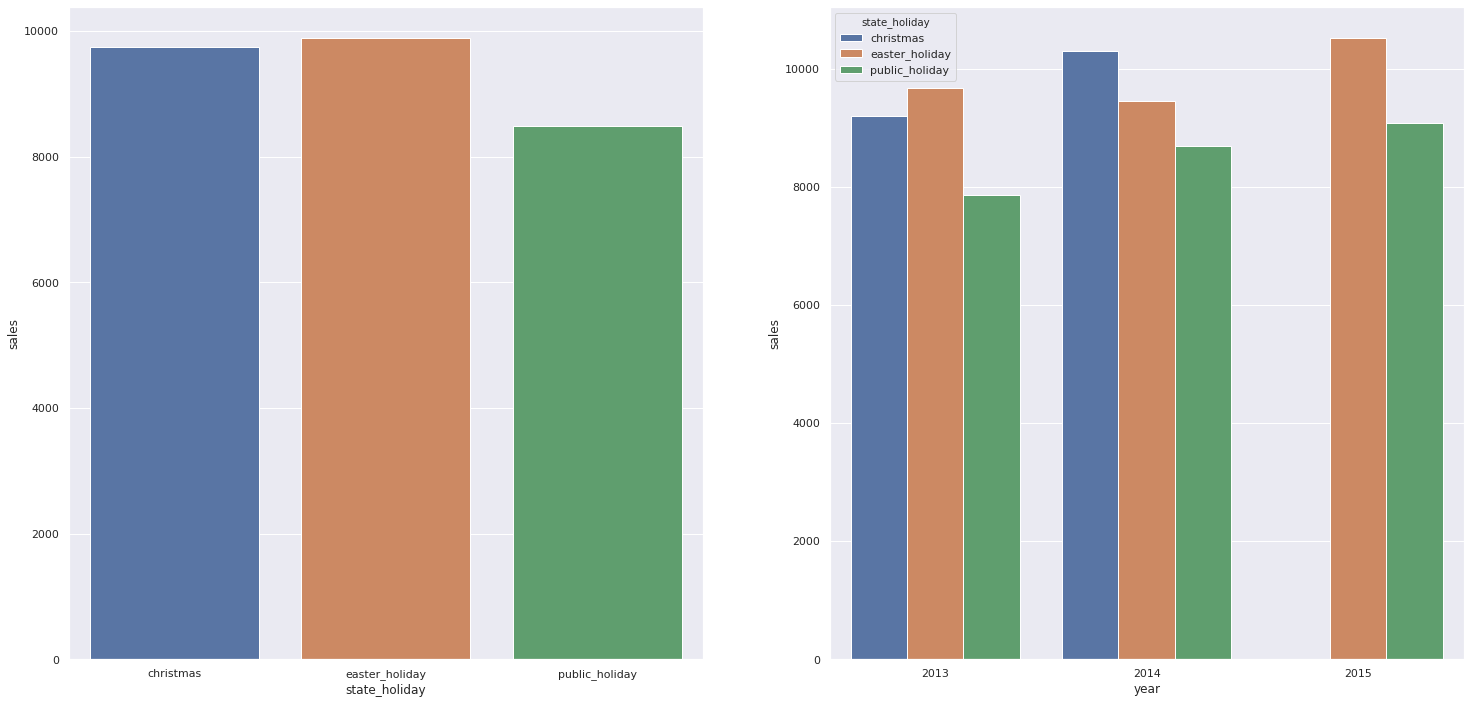 10000
8000
6000
4000
2000
0
sales
christmas
easter_holiday
public_holiday
state_holiday
state_holiday
christmas
easter_holiday
public_holiday
10000
8000
6000
4000
2000
0
sales
2013
2014
2015
year